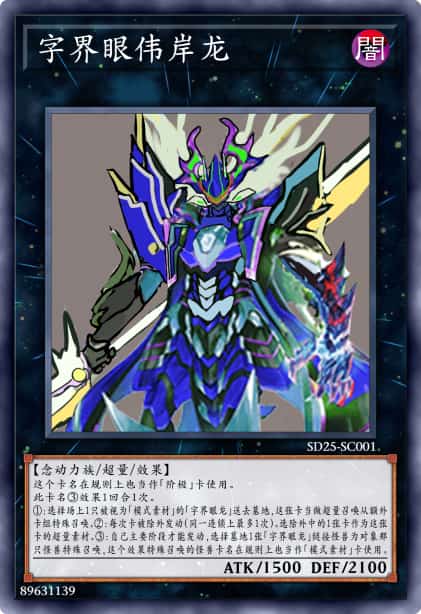 字界眼伟岸龙
闇
SD25-SC001
【念动力族/超量/效果】
这个卡名在规则上也当作「阶极」卡使用。
此卡名③效果1回合1次。
①:选择场上1只被视为「模式素材」的「字界眼龙」送去墓地,这张卡当做超量召唤从额外
卡组特殊召唤。②:每次卡被除外发动(同一连锁上最多1次)。选除外中的1张卡作为这张
卡的超量素材。③:自己主要阶段才能发动,选择墓地1张「字界眼龙」链接怪兽为对象那
只怪兽特殊召唤,这个效果特殊召唤的怪兽卡名在规则上也当作「模式素材」卡使用。
ATK/1500 DEF/2100
89631139